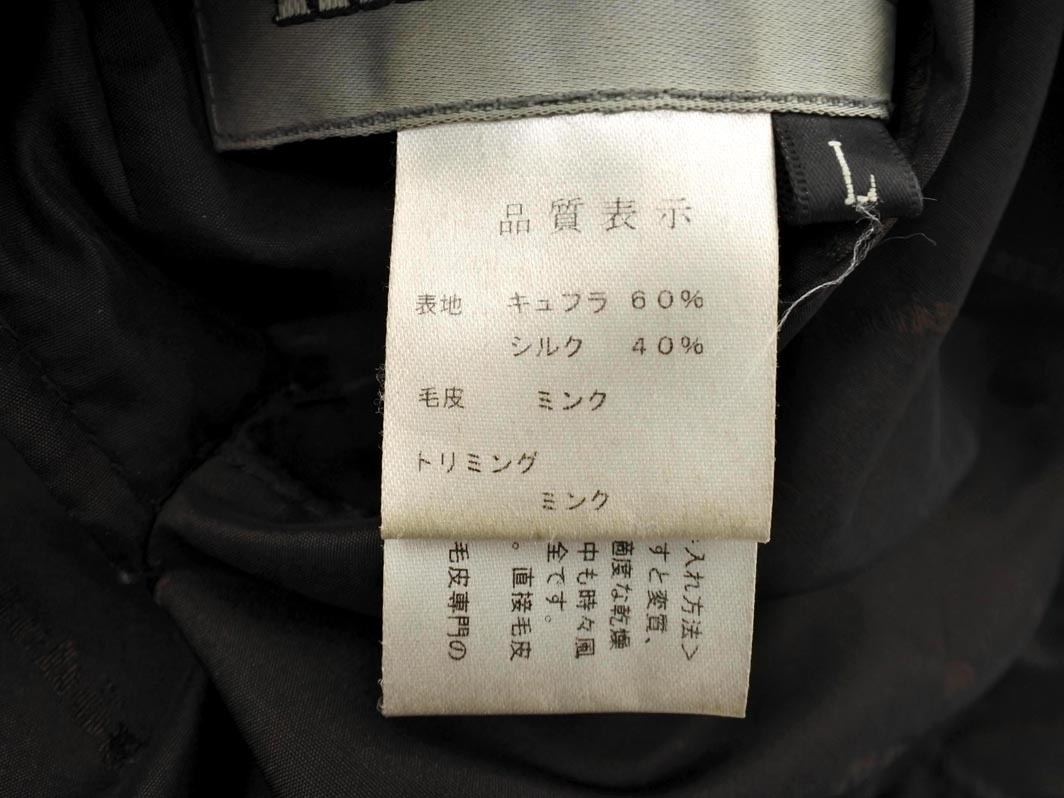 L
品質表示
表地 キュフラ 60%
シルク 40%
毛皮 ミンク
トリミング
ミンク
入れ方法＞
すと変質、
適度な乾燥
中も時々風
全です。
。直接毛皮
毛皮専門の